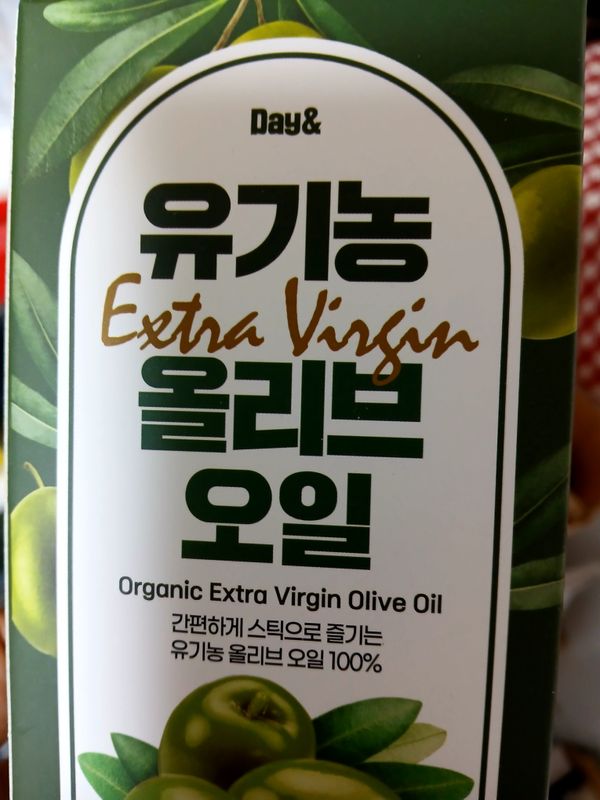 Day&
유기농
Extra Virgin
올리브
오일
Organic Extra Virgin Olive Oil
간편하게 스틱으로 즐기는
유기농 올리브 오일 100%